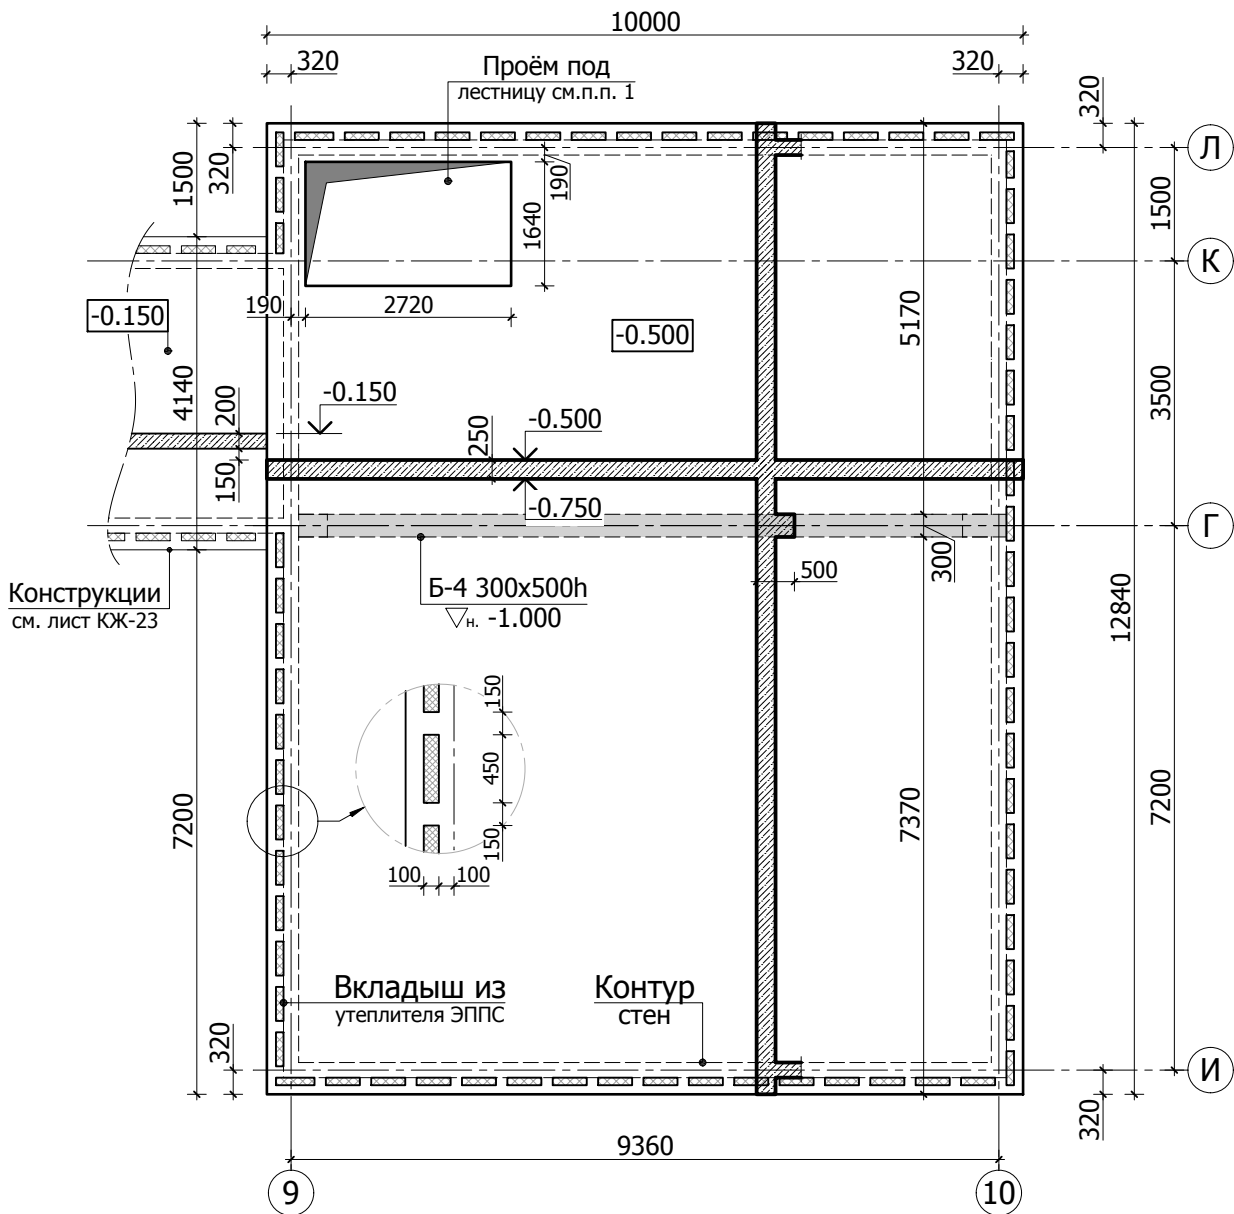 10000
320
320
Проём под
лестницу см.п.п. 1
320
Л
1500
320
190
1640
1500
К
190
2720
-0.150
-0.500
5170
3500
4140
200
-0.150
250
-0.500
150
-0.750
Г
300
500
Конструкции
см. лист КЖ-23
Б-4 300х500h
н. -1.000
12840
150
450
150
100
100
7200
7370
7200
Вкладыш из
утеплителя ЭППС
Контур
стен
320
И
320
9360
9
10